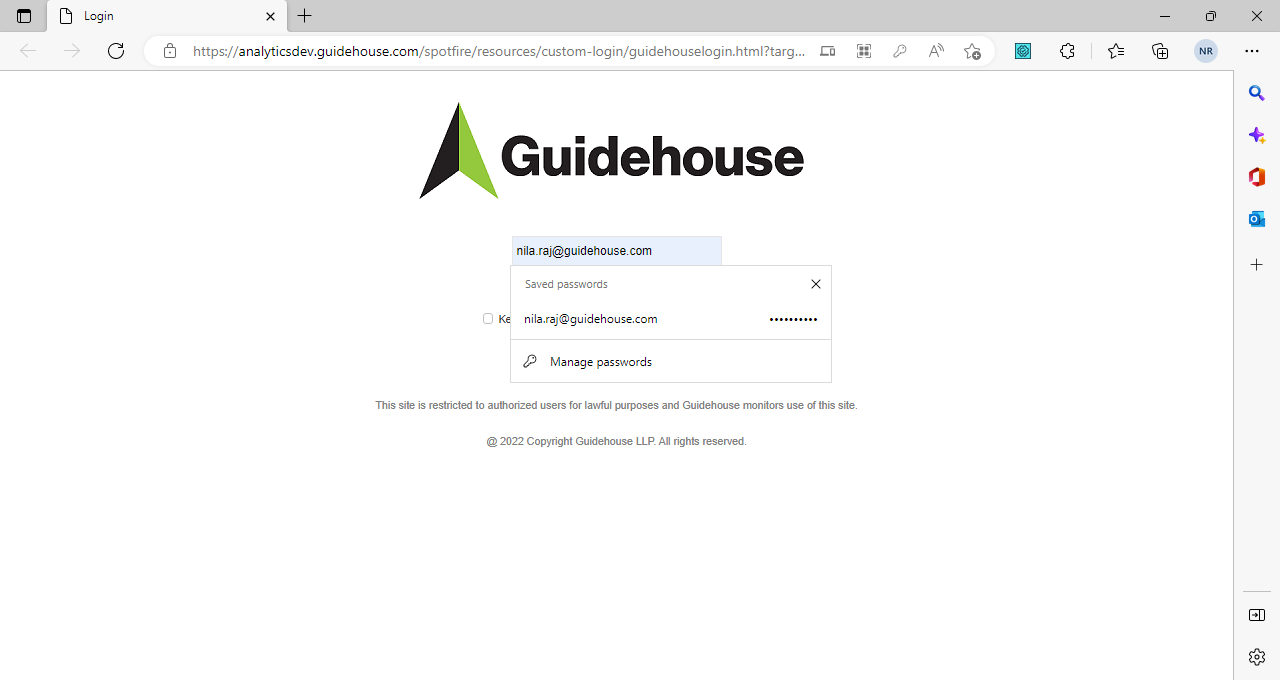 Login
https://analyticsdev.guidehouse.com/spotfire/resources/custom-login/guidehouselogin.html?targ...
NR
Guidehouse
nila.raj@guidehouse.com
Saved passwords
Ke
nila.raj@guidehouse.com ••••••••••
Manage passwords
This site is restricted to authorized users for lawful purposes and Guidehouse monitors use of this site.
@ 2022 Copyright Guidehouse LLP. All rights reserved.